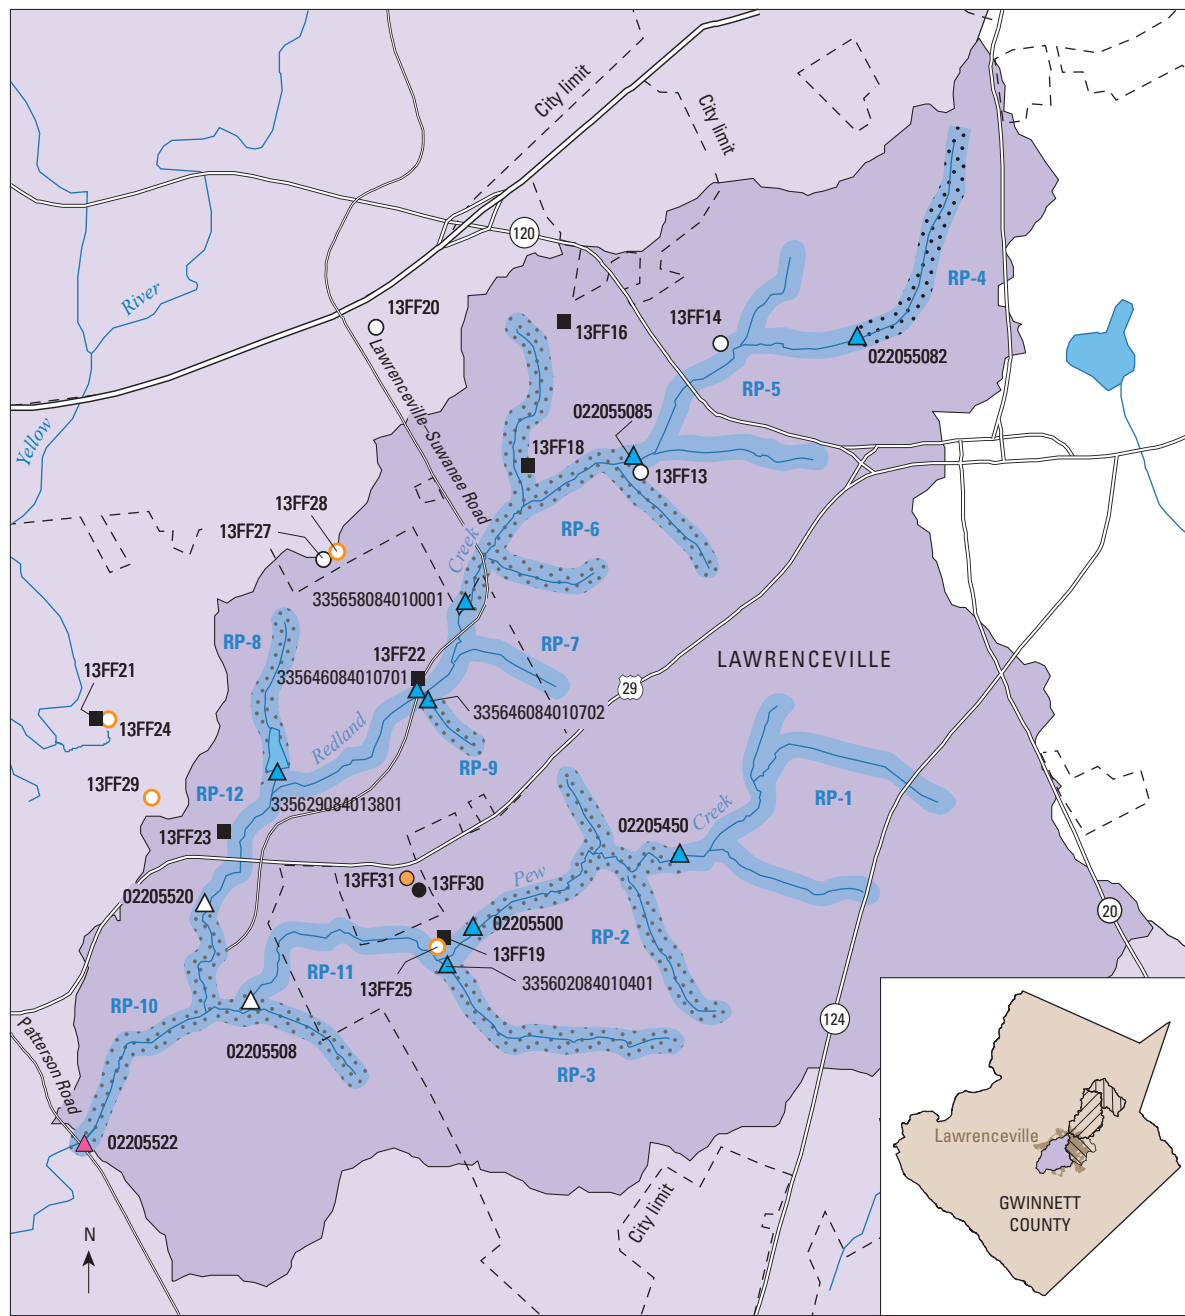 City limit
City limit
120
RP-4
River
13FF20
13FF14
13FF16
022055082
Lawrenceville–Suwanee Road
RP-5
022055085
Yellow
13FF18
13FF13
13FF28
13FF27
RP-6
Creek
335658084010001
RP-8
RP-7
13FF22
LAWRENCEVILLE
13FF21
335646084010701
29
335646084010702
13FF24
Redland
RP-9
13FF29
RP-12
RP-1
335629084013801
Creek
02205450
13FF23
Pew
13FF31
13FF30
02205520
02205500
20
RP-2
13FF19
RP-11
335602084010401
13FF25
RP-10
124
Patterson Road
02205508
RP-3
02205522
Lawrenceville
City limit
GWINNETT
COUNTY
N